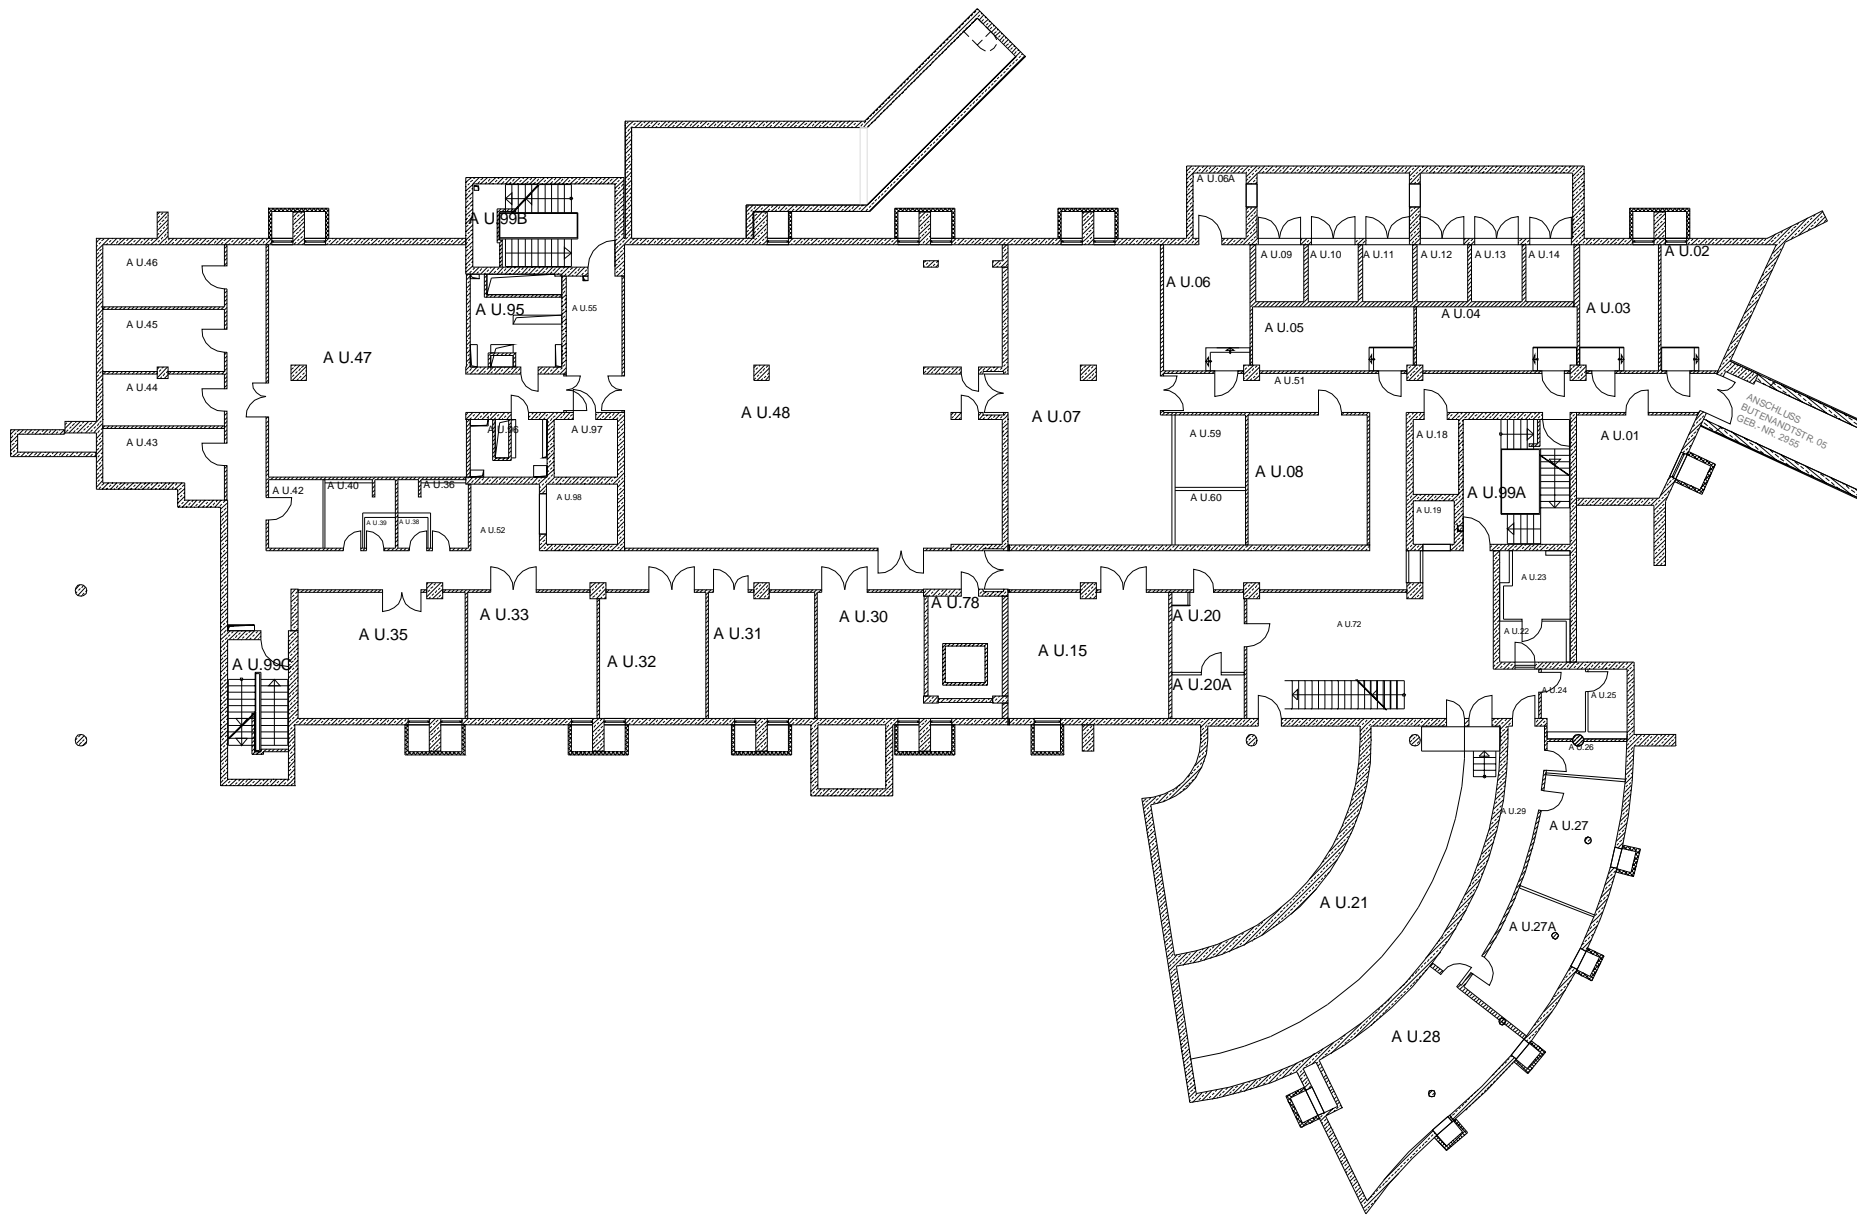 A U.06A
A U.99B
A U.46
A U.09
A U.10
A U.11
A U.12
A U.13
A U.14
A U.02
A U.06
A U.95
A U.55
A U.03
A U.04
A U.45
A U.05
A U.47
A U.44
A U.51
A U.48
A U.07
ANSCHLUSS
BUTENANDTSTR. 05
GEB.- NR. 2955
A U.43
A U.96
A U.97
A U.59
A U.18
A U.01
A U.08
A U.42
A U.40
A U.36
A U.98
A U.60
A U.99A
A U.39
A U.38
A U.52
A U.19
A U.23
A U.35
A U.33
A U.31
A U.30
A U.78
A U.20
A U.72
A U.22
A U.99C
A U.32
A U.15
A U.20A
A U.24
A U.25
A U.26
A U.29
A U.27
A U.21
A U.27A
A U.28